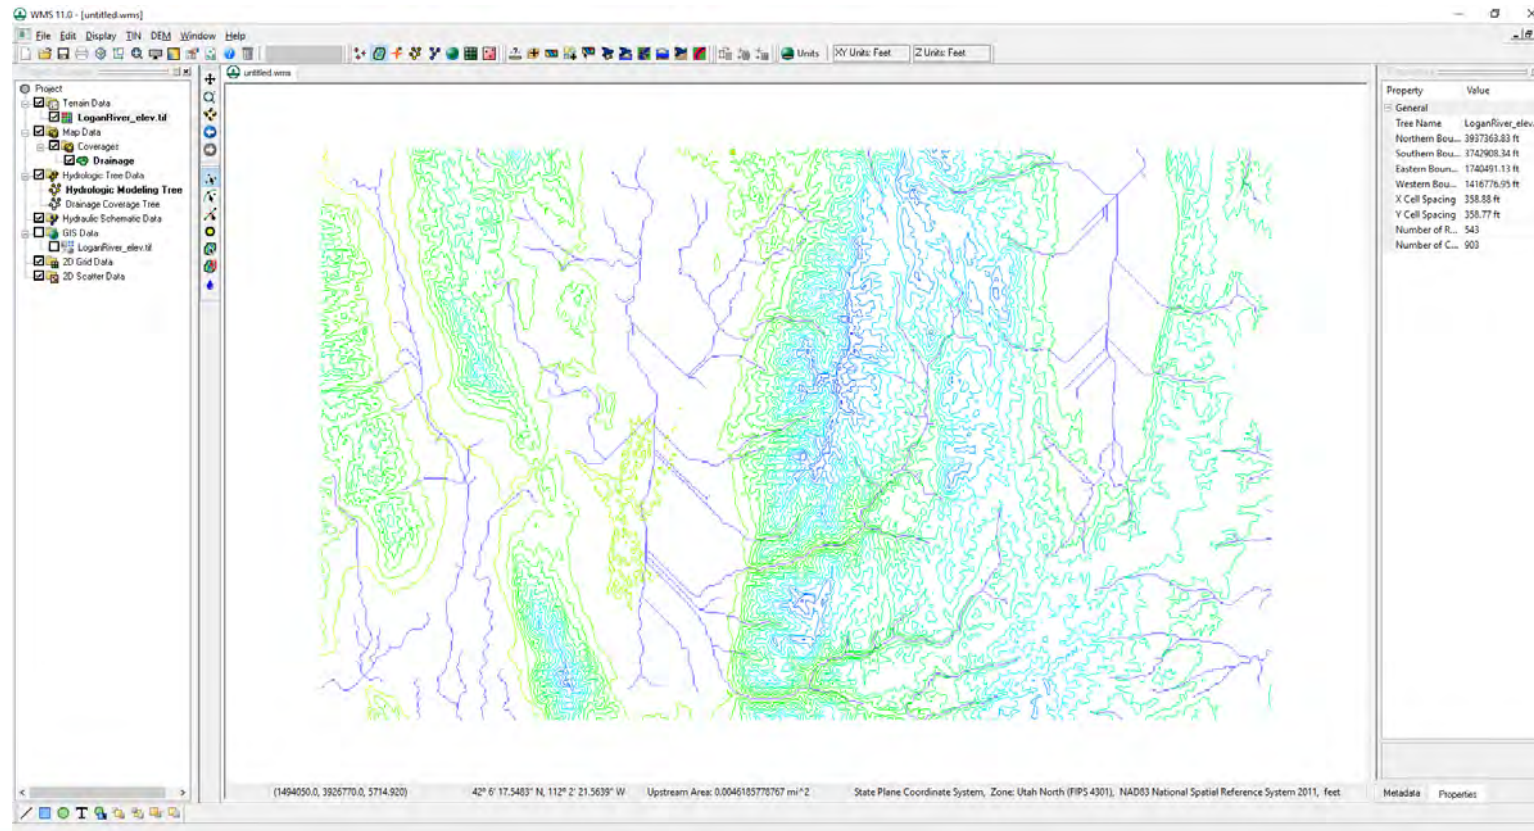 WMS 11.0 - [untitled.wms]
File Edit Display TIN DEM Window Help
Units XY Units: Feet Z Units: Feet
untitled.wms
Project
Terrain Data
LoganRiver_elev.tif
Map Data
Coverages
Drainage
Hydrologic Tree Data
Hydrologic Modeling Tree
Drainage Coverage Tree
Hydraulic Schematic Data
GIS Data
LoganRiver_elev.tif
2D Grid Data
2D Scatter Data
Property Value
General
Tree Name LoganRiver_elev.
Northern Bou... 3937363.83 ft
Southern Bou... 3742908.34 ft
Eastern Boun... 1740491.13 ft
Western Bou... 1416776.95 ft
X Cell Spacing 358.88 ft
Y Cell Spacing 358.77 ft
Number of R... 543
Number of C... 903
(1494050.0, 3926770.0, 5714.920) 42° 6' 17.5483" N, 112° 2' 21.5639" W Upstream Area: 0.0046185778767 mi^2 State Plane Coordinate System, Zone: Utah North (FIPS 4301), NAD83 National Spatial Reference System 2011, feet
Metadata Properties
T